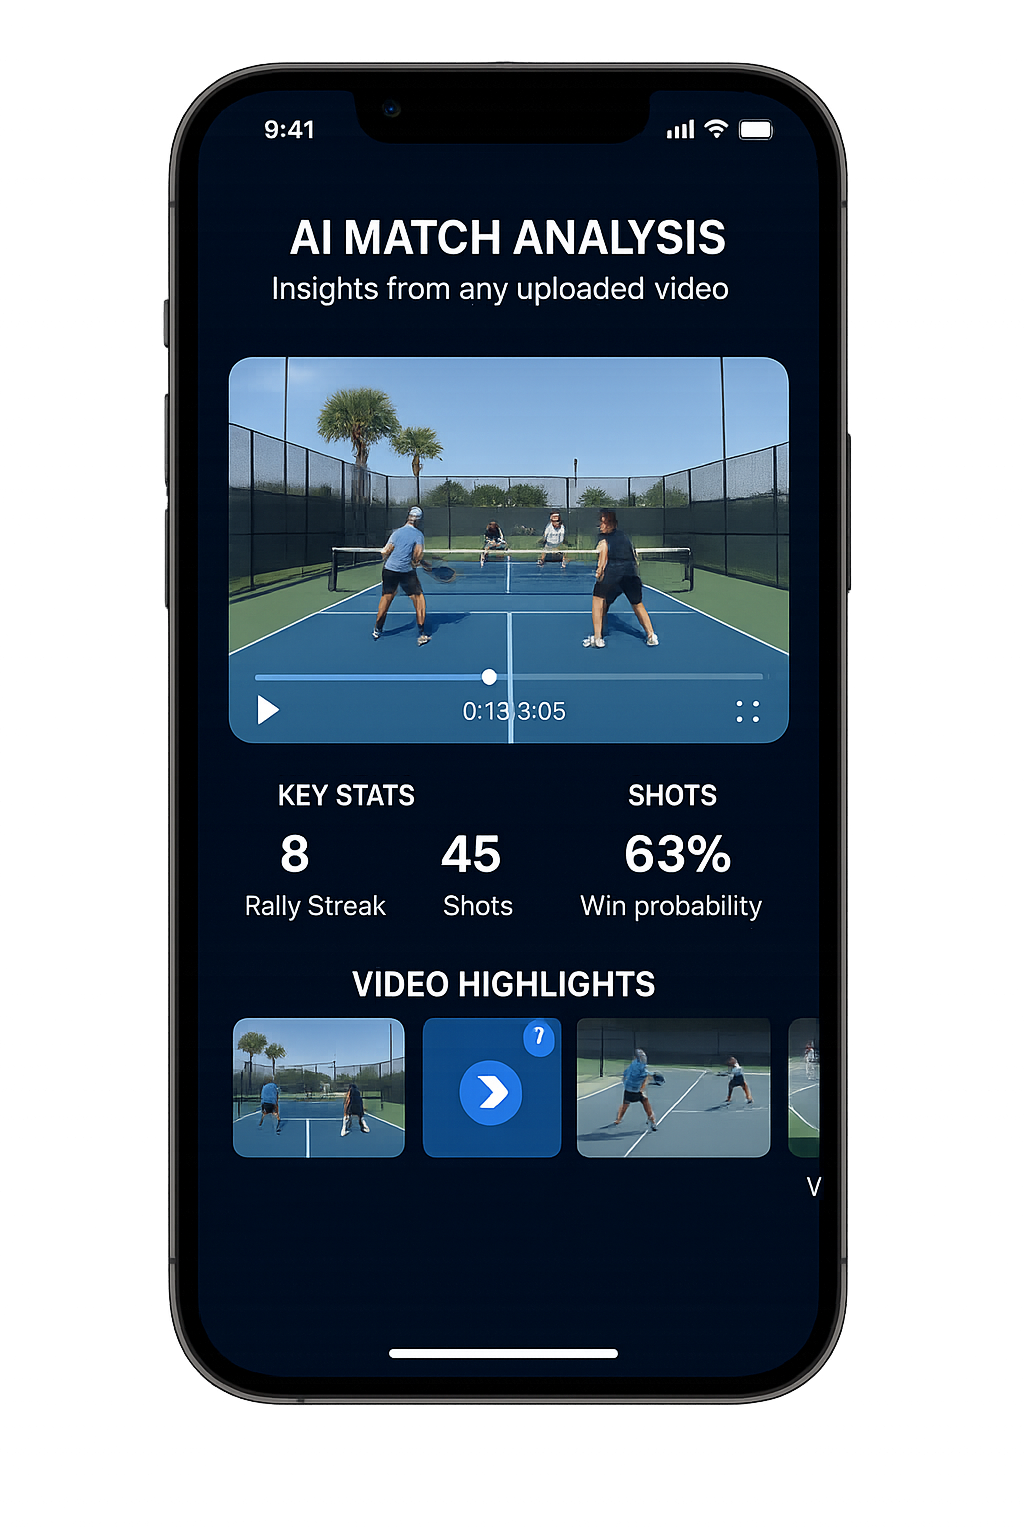 9:41
AI MATCH ANALYSIS
Insights from any uploaded video
0:13 3:05
KEY STATS SHOTS
8 45 63%
Rally Streak Shots Win probability
VIDEO HIGHLIGHTS
V